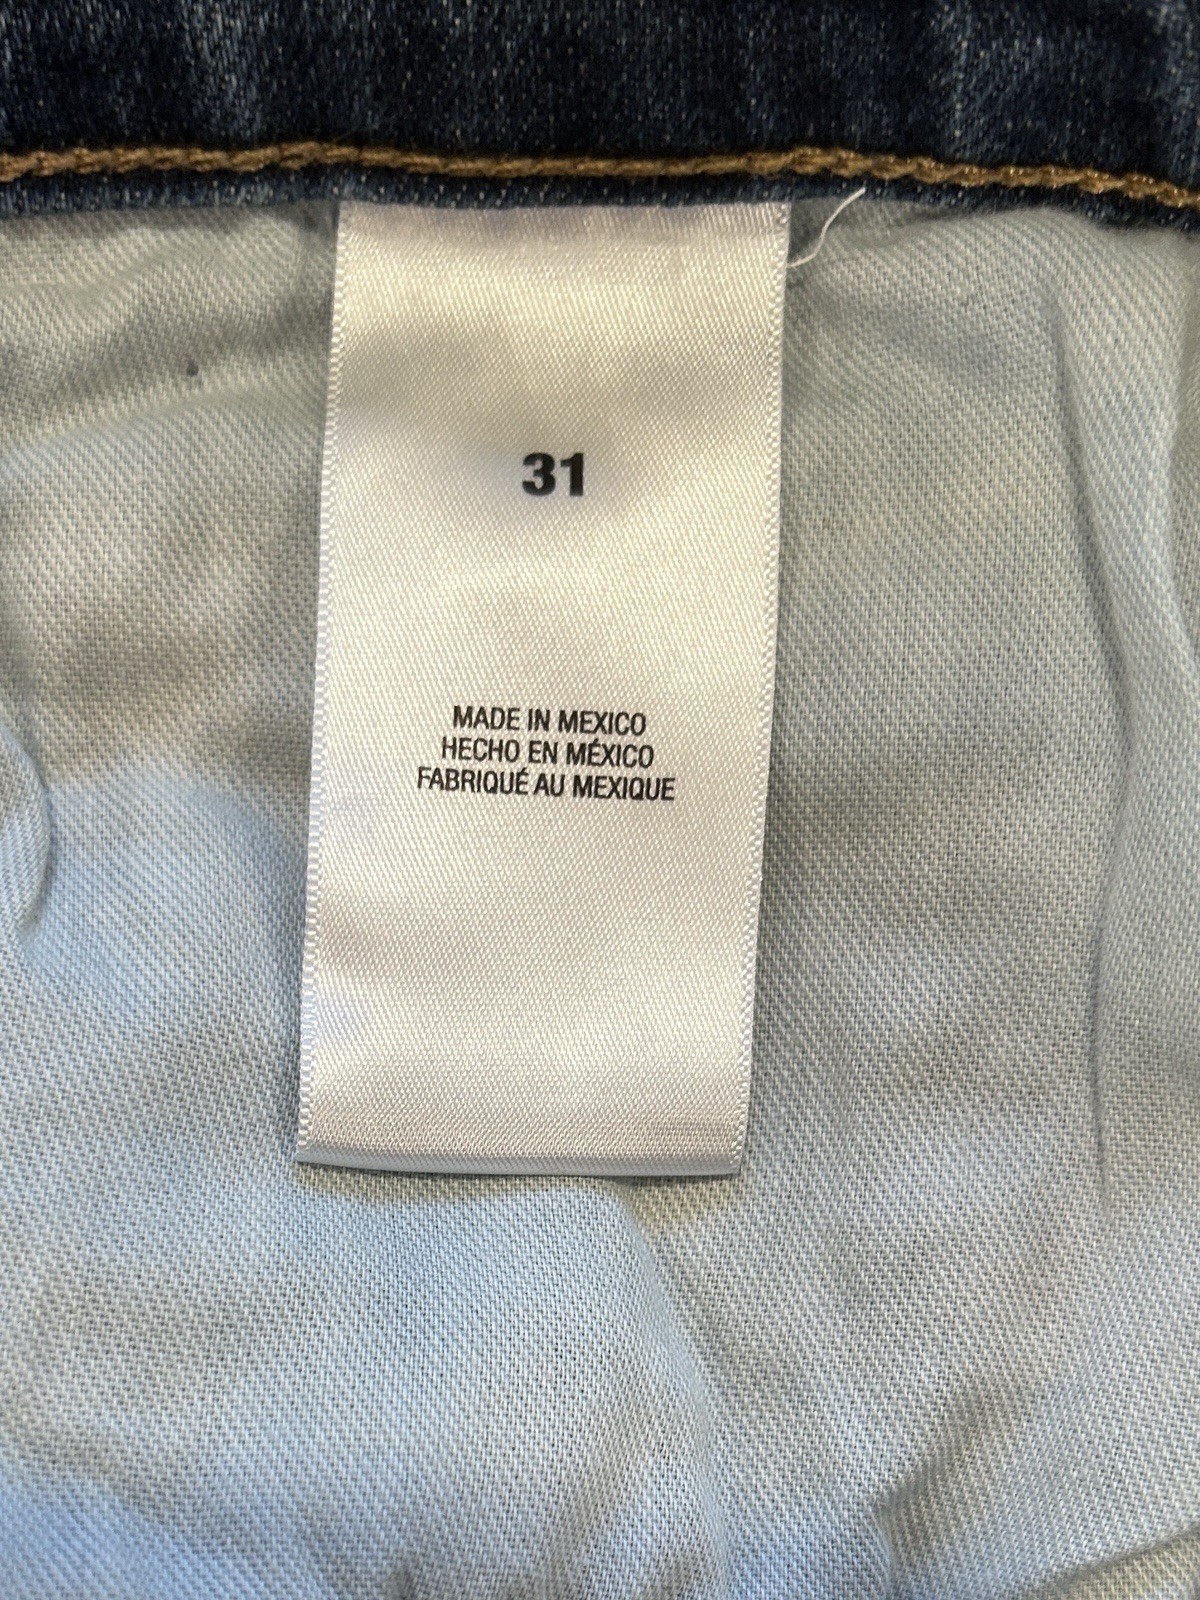 31
MADE IN MEXICO
HECHO EN MÉXICO
FABRIQUÉ AU MEXIQUE